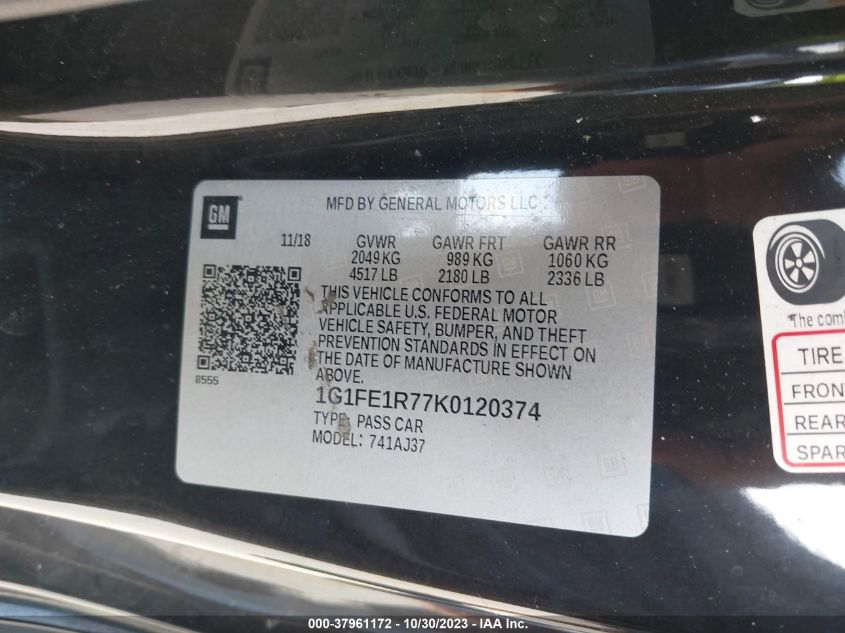 GM
MFD BY GENERAL MOTORS LLC
11/18 GVWR GAWR FRT GAWR RR
2049 KG 989 KG 1060 KG
4517 LB 2180 LB 2336 LB
THIS VEHICLE CONFORMS TO ALL
APPLICABLE U.S. FEDERAL MOTOR
VEHICLE SAFETY, BUMPER, AND THEFT
PREVENTION STANDARDS IN EFFECT ON
THE DATE OF MANUFACTURE SHOWN
ABOVE.
8555
1G1FE1R77K0120374
TYPE: PASS CAR
MODEL: 741AJ37
The com
TIRE
FRON
REAR
SPAR
000-37961172 - 10/30/2023 - IAA Inc.